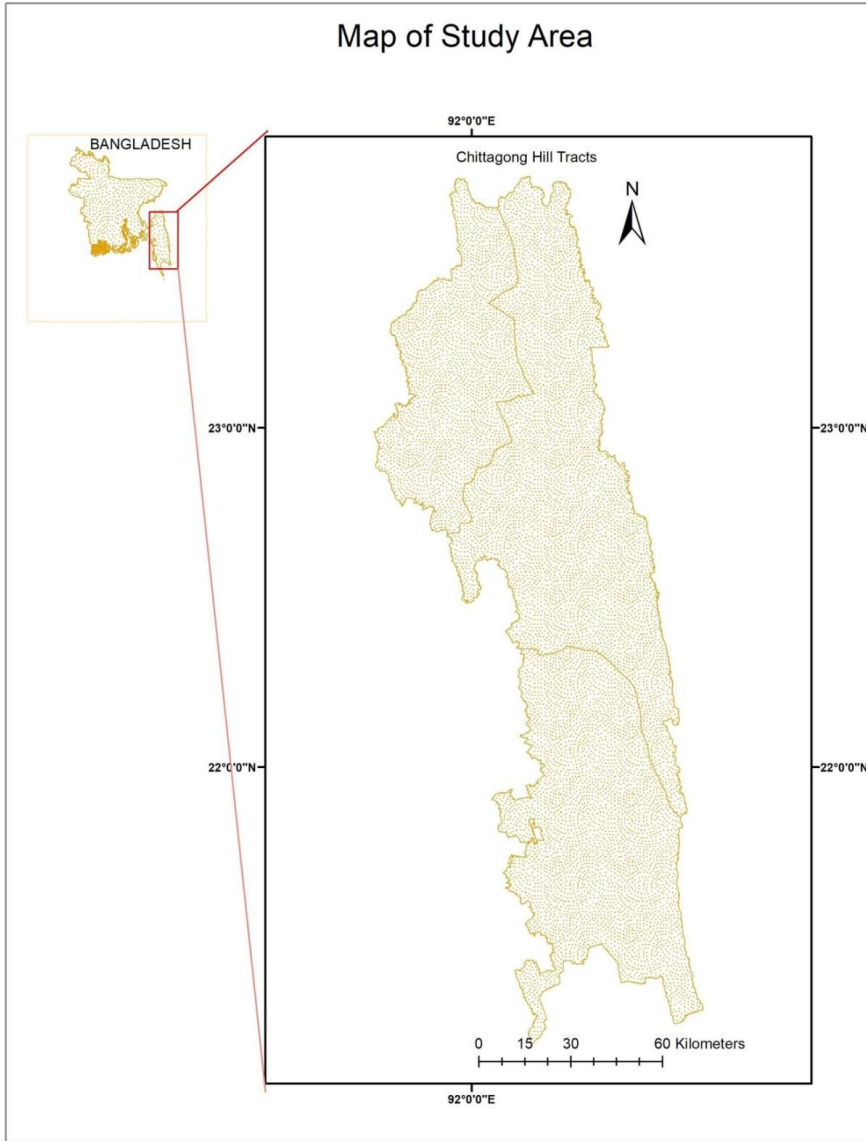 Map of Study Area
BANGLADESH
92°0'0"E
Chittagong Hill Tracts
N
23°0'0"N
23°0'0"N
22°0'0"N
22°0'0"N
0 15 30 60 Kilometers
92°0'0"E